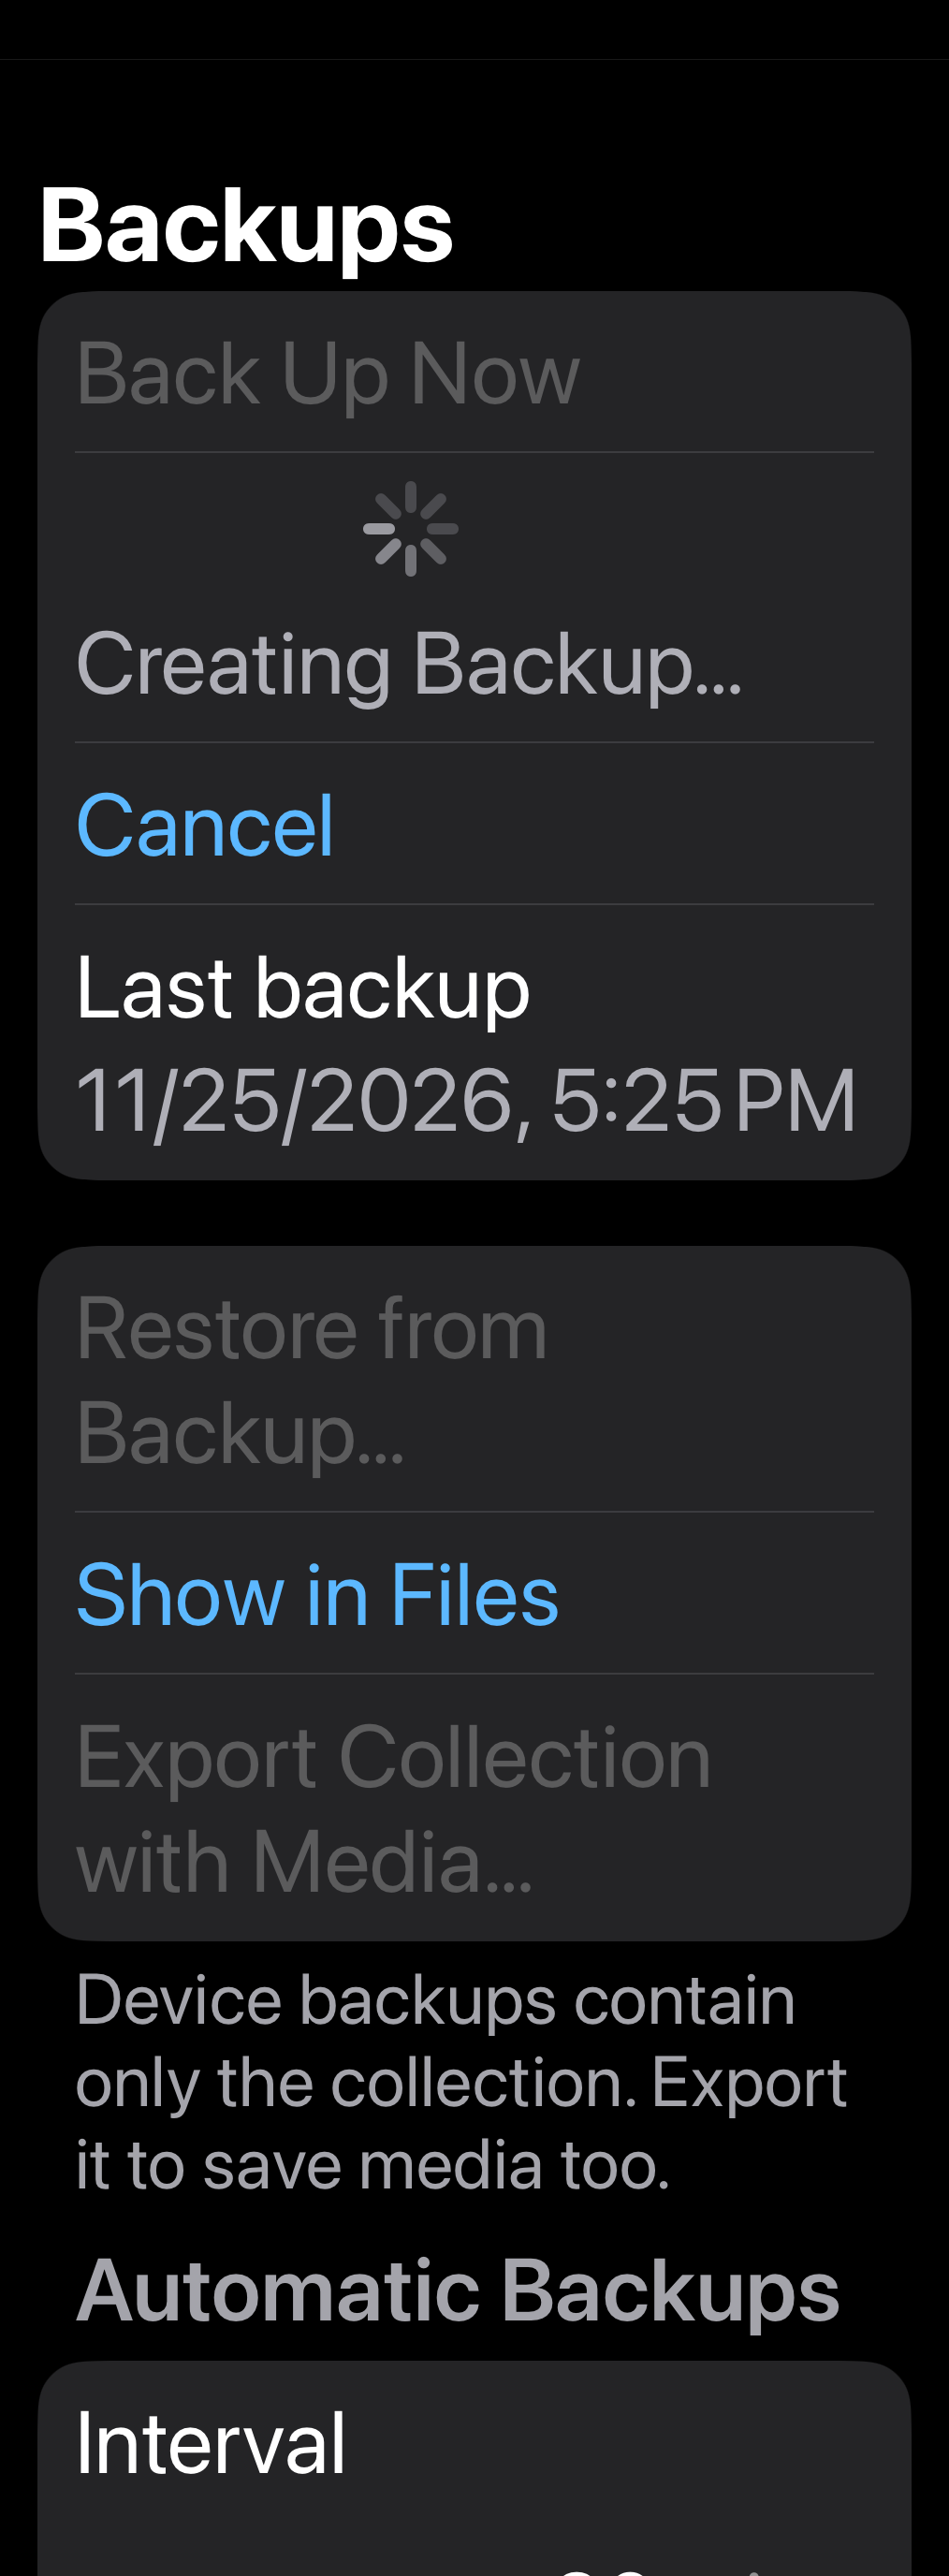 Backups
Back Up Now
Creating Backup...
Cancel
Last backup
11/25/2026, 5:25 PM
Restore from
Backup...
Show in Files
Export Collection
with Media...
Device backups contain
only the collection. Export
it to save media too.
Automatic Backups
Interval